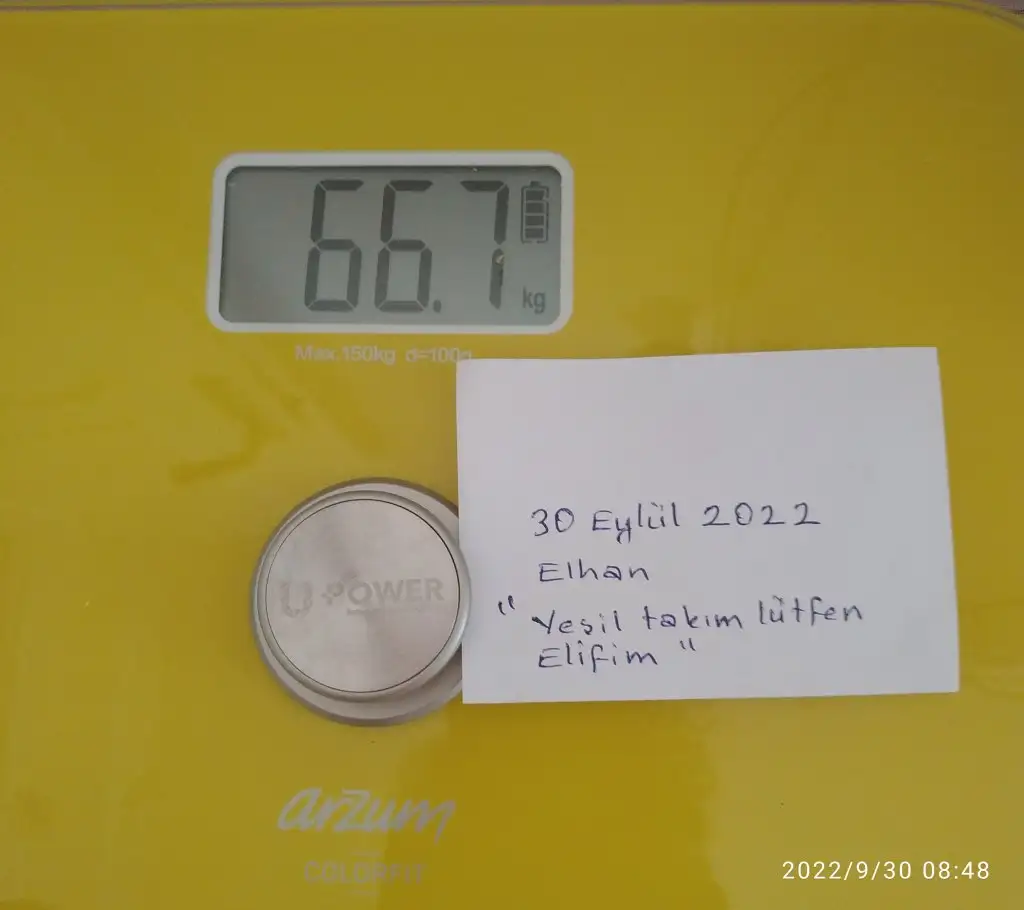 66.7 kg
Max.150kg d=100g
30 Eylül 2022
Elhan
" Yeşil takım lütfen
Elifim "
U POWER
arzum
COLORFIT
2022/9/30 08:48